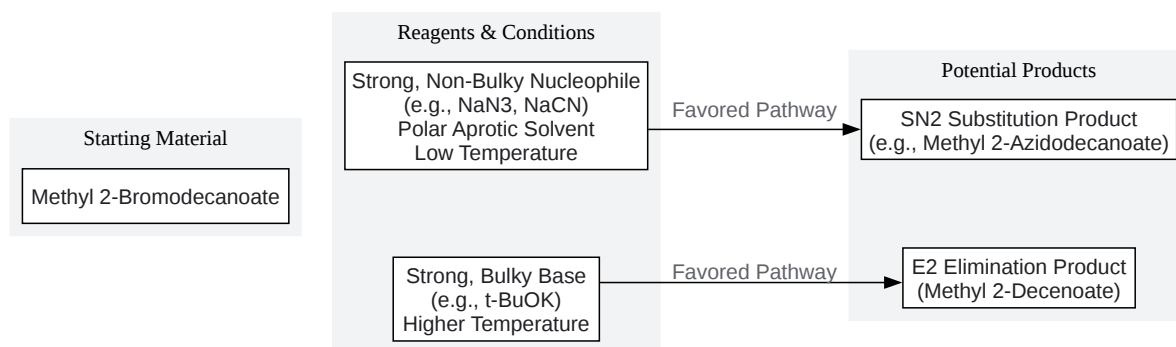 Starting Material
Methyl 2-Bromodecanoate
Reagents & Conditions
Strong, Non-Bulky Nucleophile
(e.g., NaN3, NaCN)
Polar Aprotic Solvent
Low Temperature
Strong, Bulky Base
(e.g., t-BuOK)
Higher Temperature
Favored Pathway
Favored Pathway
Potential Products
SN2 Substitution Product
(e.g., Methyl 2-Azidodecanoate)
E2 Elimination Product
(Methyl 2-Decenoate)